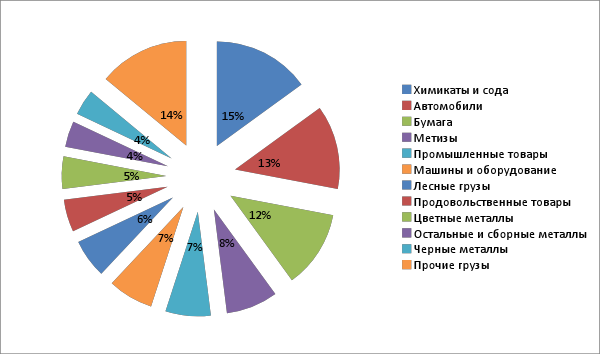 15%
13%
12%
8%
7%
7%
6%
5%
5%
4%
4%
14%
Химикаты и сода
Автомобили
Бумага
Метизы
Промышленные товары
Машины и оборудование
Лесные грузы
Продовольственные товары
Цветные металлы
Остальные и сборные металлы
Черные металлы
Прочие грузы